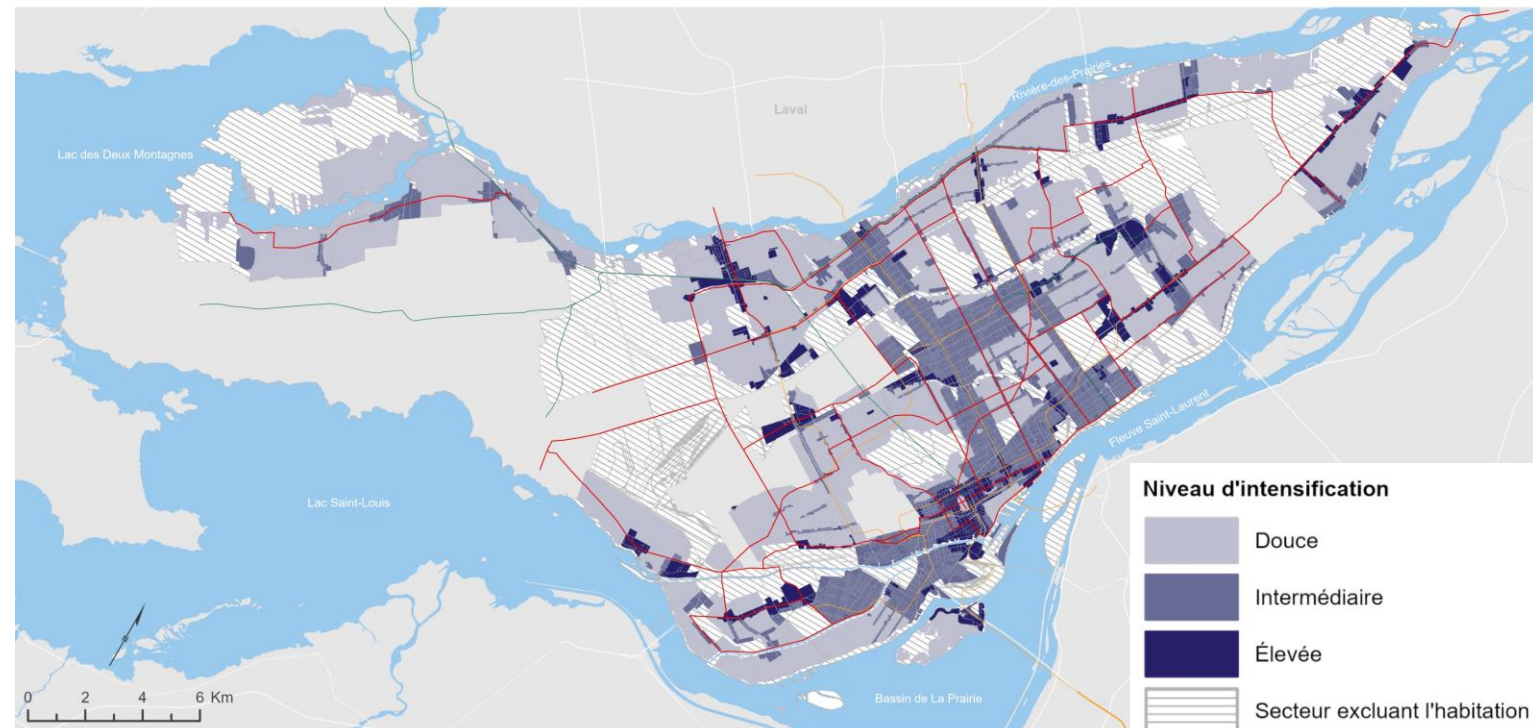 Rivière-des-Prairies
Laval
Lac des Deux Montagnes
Fleuve Saint-Laurent
Lac Saint-Louis
Bassin de La Prairie
0 2 4 6 Km
Niveau d'intensification
Douce
Intermédiaire
Élevée
Secteur excluant l'habitation